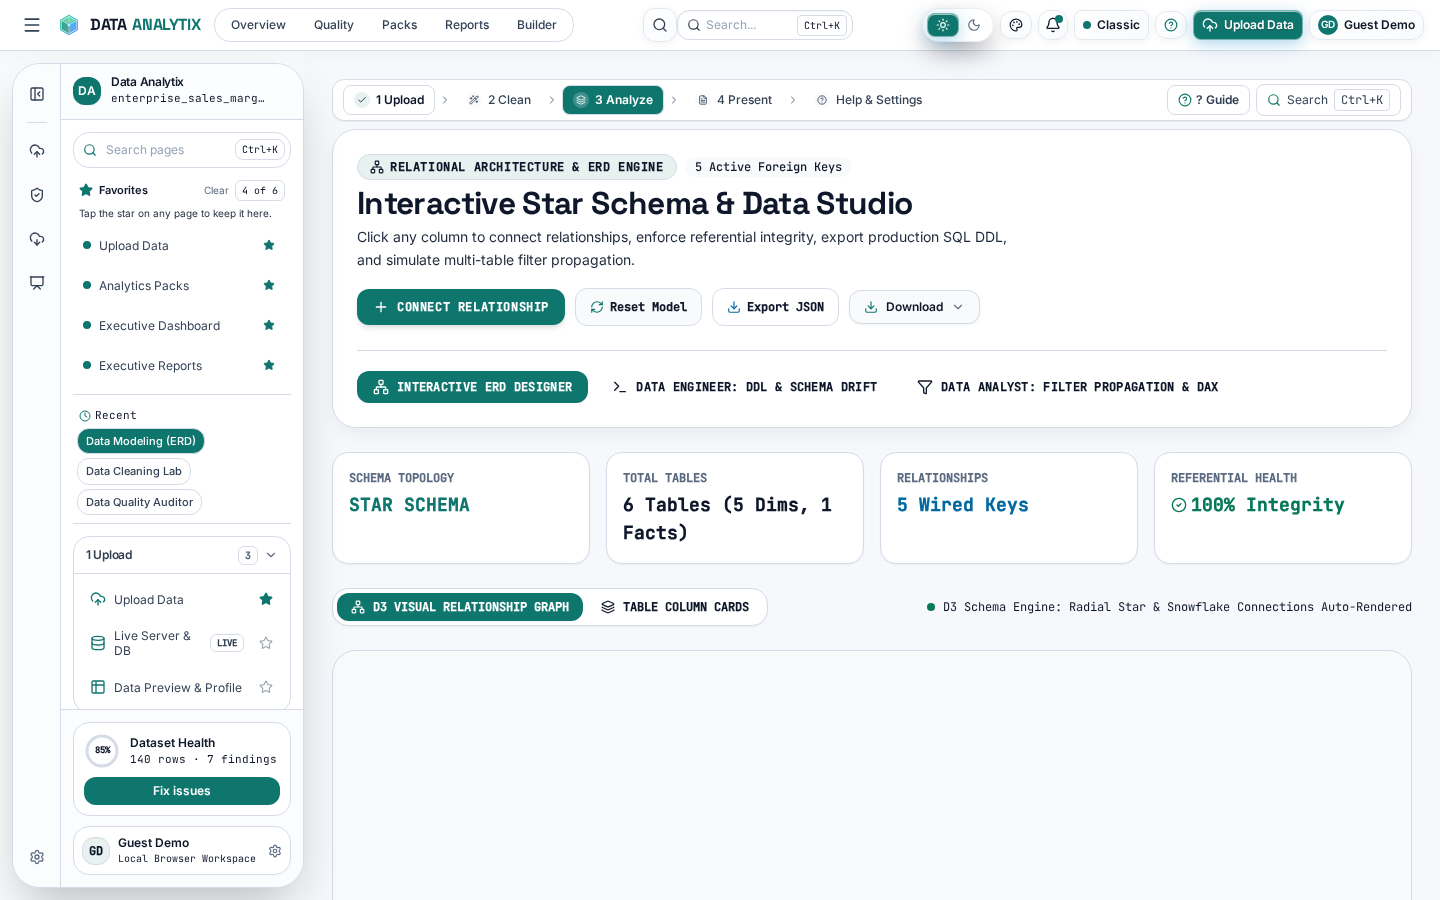 DATA ANALYTIX
Overview
Quality
Packs
Reports
Builder
Search...
Ctrl+K
Classic
Upload Data
GD
Guest Demo
DA
Data Analytix
enterprise_sales_marg…
Search pages
Ctrl+K
Favorites
Clear
4 of 6
Tap the star on any page to keep it here.
Upload Data
Analytics Packs
Executive Dashboard
Executive Reports
Recent
Data Modeling (ERD)
Data Cleaning Lab
Data Quality Auditor
1 Upload
3
Upload Data
Live Server &
DB
LIVE
Data Preview & Profile
85%
Dataset Health
140 rows · 7 findings
Fix issues
GD
Guest Demo
Local Browser Workspace
1 Upload
2 Clean
3 Analyze
4 Present
Help & Settings
? Guide
Search
Ctrl+K
RELATIONAL ARCHITECTURE & ERD ENGINE
5 Active Foreign Keys
Interactive Star Schema & Data Studio
Click any column to connect relationships, enforce referential integrity, export production SQL DDL,
and simulate multi-table filter propagation.
CONNECT RELATIONSHIP
Reset Model
Export JSON
Download
INTERACTIVE ERD DESIGNER
DATA ENGINEER: DDL & SCHEMA DRIFT
DATA ANALYST: FILTER PROPAGATION & DAX
SCHEMA TOPOLOGY
STAR SCHEMA
TOTAL TABLES
6 Tables (5 Dims, 1
Facts)
RELATIONSHIPS
5 Wired Keys
REFERENTIAL HEALTH
100% Integrity
D3 VISUAL RELATIONSHIP GRAPH
TABLE COLUMN CARDS
D3 Schema Engine: Radial Star & Snowflake Connections Auto-Rendered